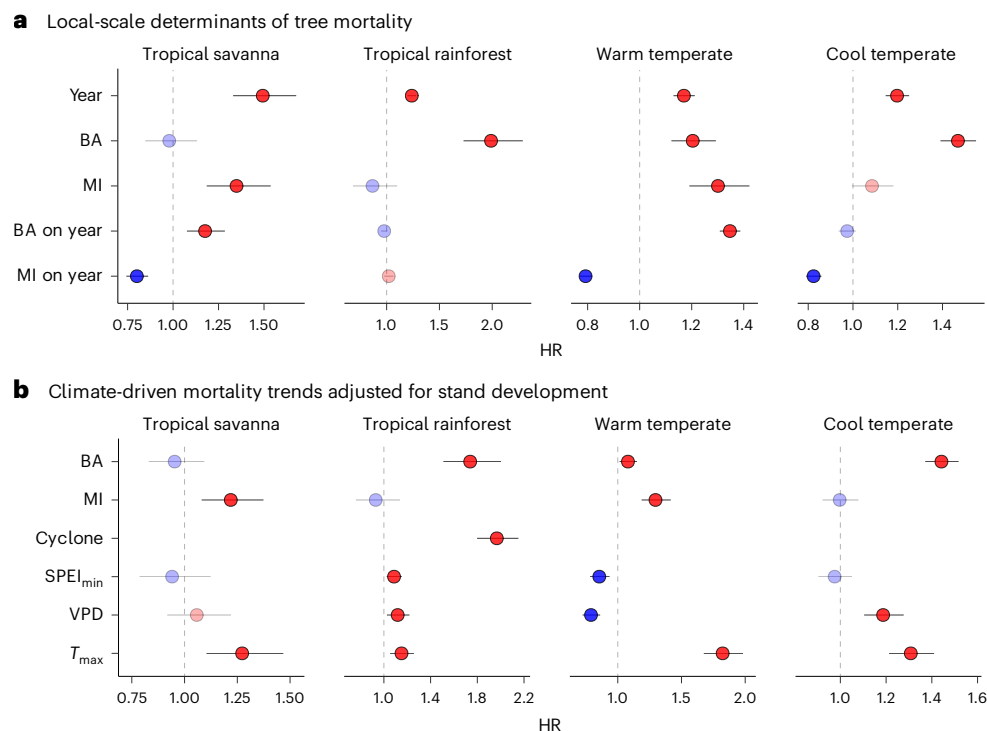 a Local-scale determinants of tree mortality
Tropical savanna Tropical rainforest Warm temperate Cool temperate
Year
BA
MI
BA on year
MI on year
0.75 1.00 1.25 1.50 1.0 1.5 2.0 0.8 1.0 1.2 1.4 0.8 1.0 1.2 1.4
HR
b Climate-driven mortality trends adjusted for stand development
Tropical savanna Tropical rainforest Warm temperate Cool temperate
BA
MI
Cyclone
SPEImin
VPD
Tmax
0.75 1.00 1.25 1.50 1.0 1.4 1.8 2.2 1.0 1.5 2.0 1.0 1.2 1.4 1.6
HR